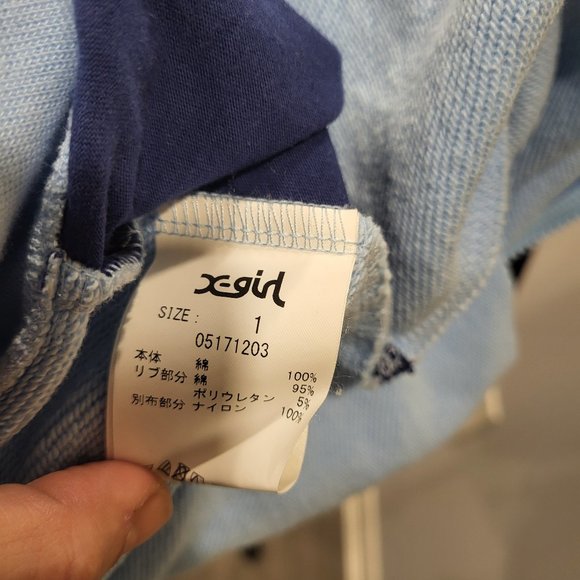 X-girl
SIZE : 1
05171203
本体 綿 100%
リブ部分 綿 95%
ポリウレタン 5%
別布部分 ナイロン 100%